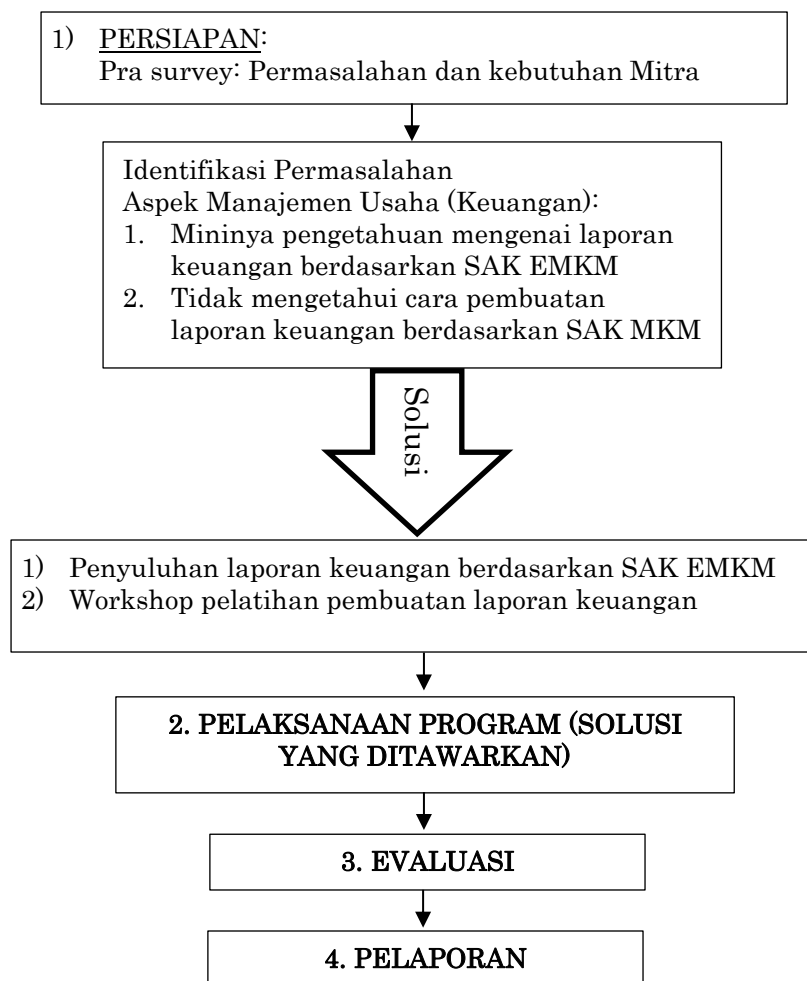 1) PERSIAPAN:
Pra survey: Permasalahan dan kebutuhan Mitra
Identifikasi Permasalahan
Aspek Manajemen Usaha (Keuangan):
1. Mininya pengetahuan mengenai laporan
keuangan berdasarkan SAK EMKM
2. Tidak mengetahui cara pembuatan
laporan keuangan berdasarkan SAK MKM
Solusi
1) Penyuluhan laporan keuangan berdasarkan SAK EMKM
2) Workshop pelatihan pembuatan laporan keuangan
2. PELAKSANAAN PROGRAM (SOLUSI
YANG DITAWARKAN)
3. EVALUASI
4. PELAPORAN